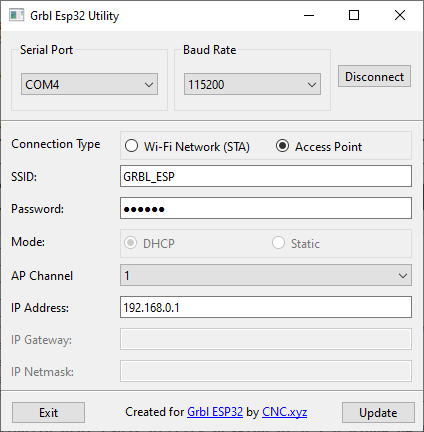 Grbl Esp32 Utility
Serial Port Baud Rate
COM4 115200 Disconnect
Connection Type Wi-Fi Network (STA) Access Point
SSID: GRBL_ESP
Password: ●●●●●●
Mode: DHCP Static
AP Channel 1
IP Address: 192.168.0.1
IP Gateway:
IP Netmask:
Exit Created for Grbl ESP32 by CNC.xyz Update